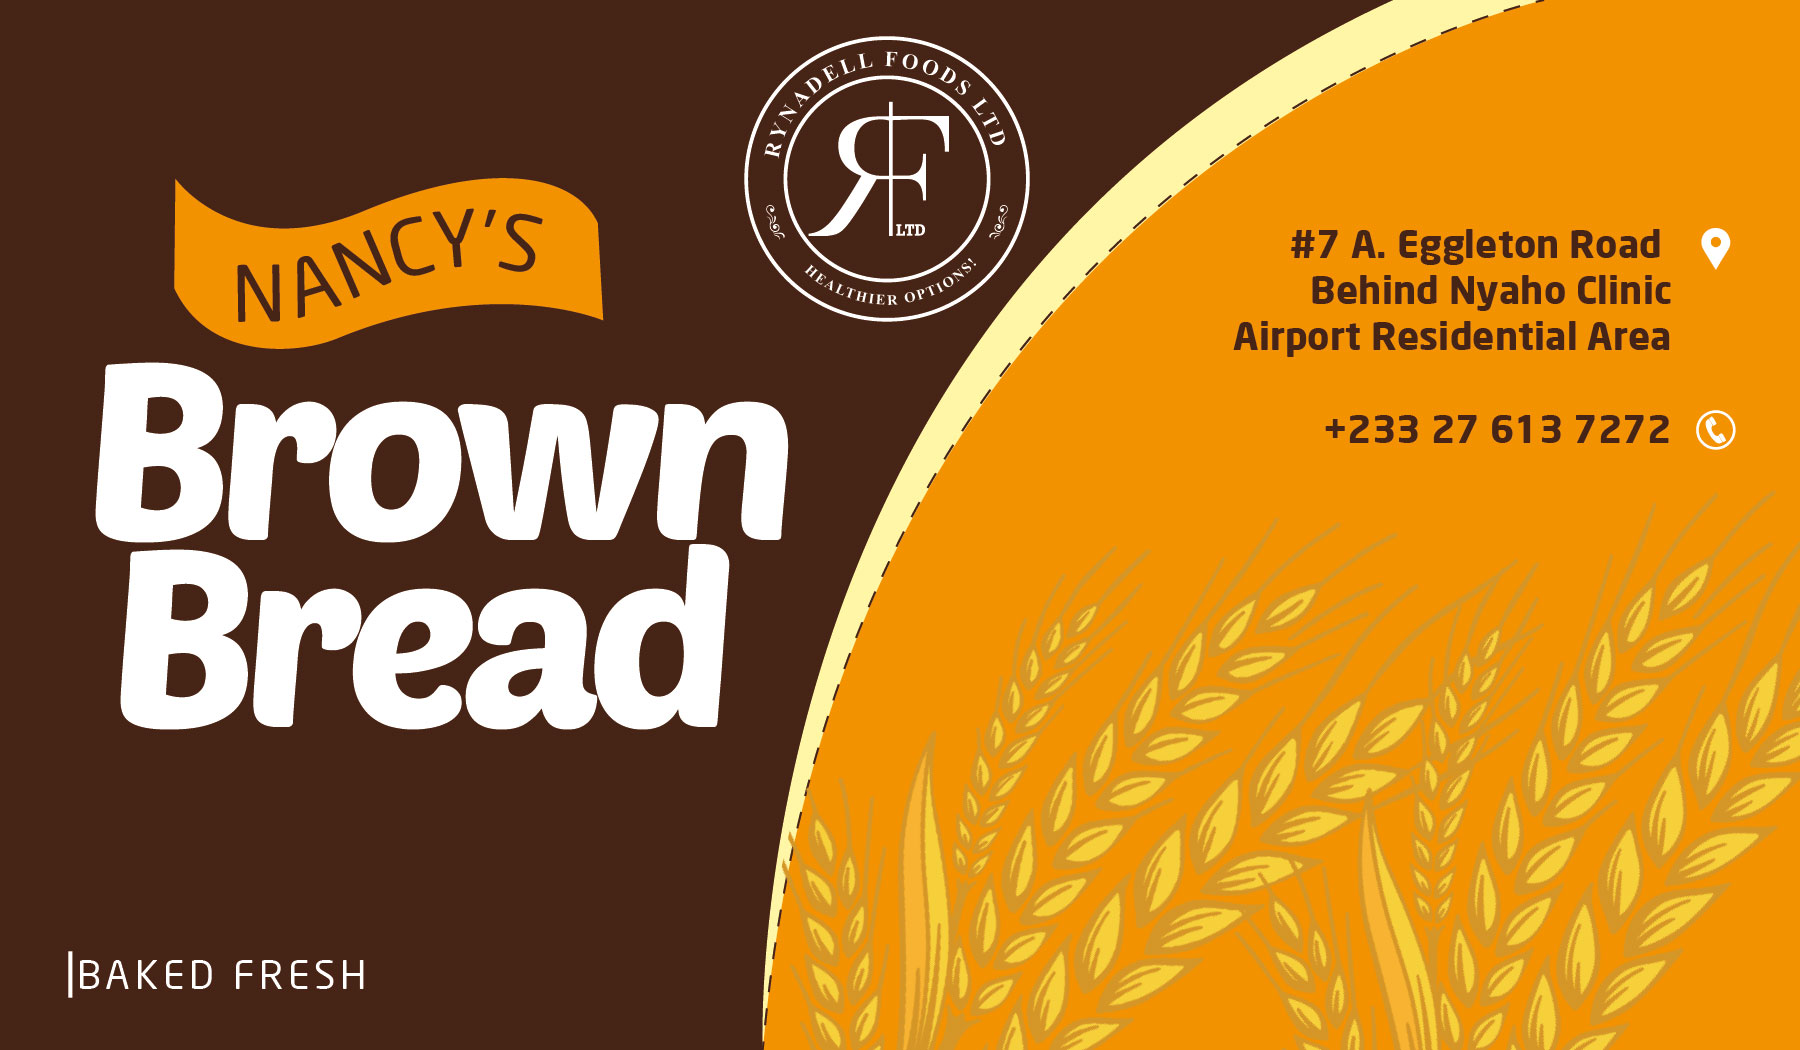 RYNADELL FOODS LTD
RF
LTD
HEALTHIER OPTIONS!
NANCY'S
Brown
Bread
BAKED FRESH
#7 A. Eggleton Road
Behind Nyaho Clinic
Airport Residential Area
+233 27 613 7272